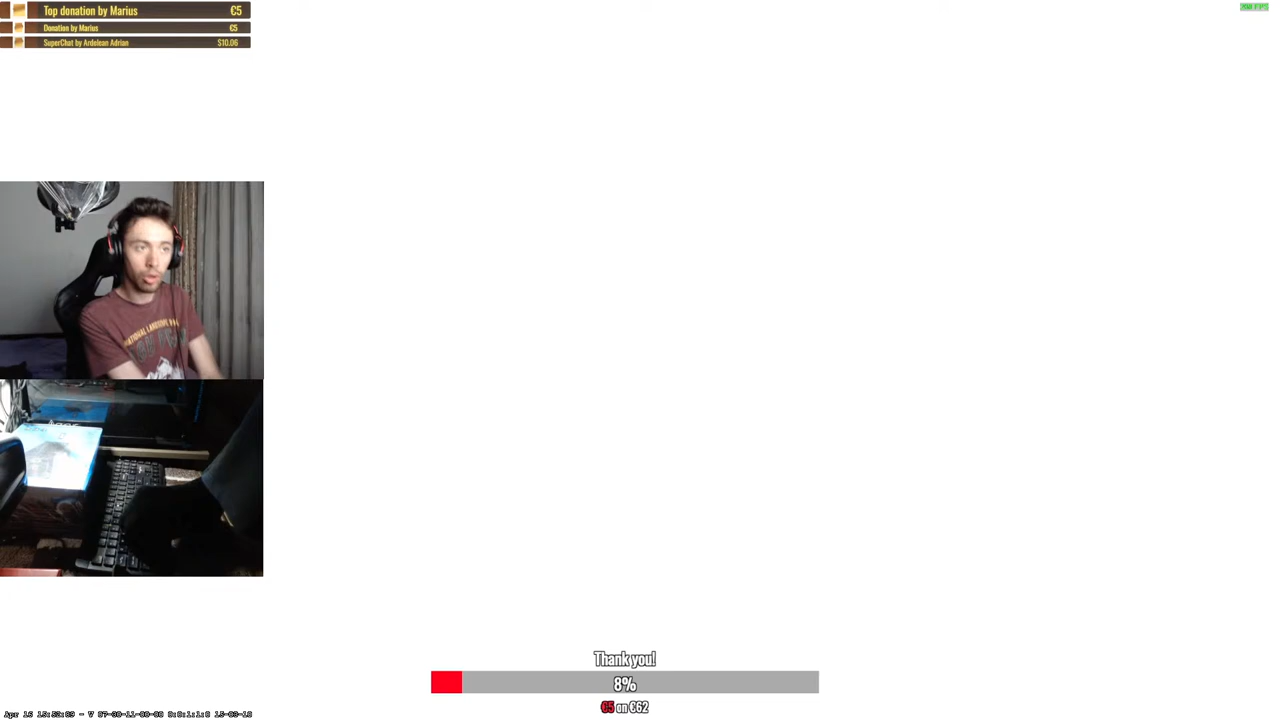 Top donation by Marius €5
Donation by Marius €5
SuperChat by Ardolean Adrian $10.06
Thank you!
8%
€5 on €62